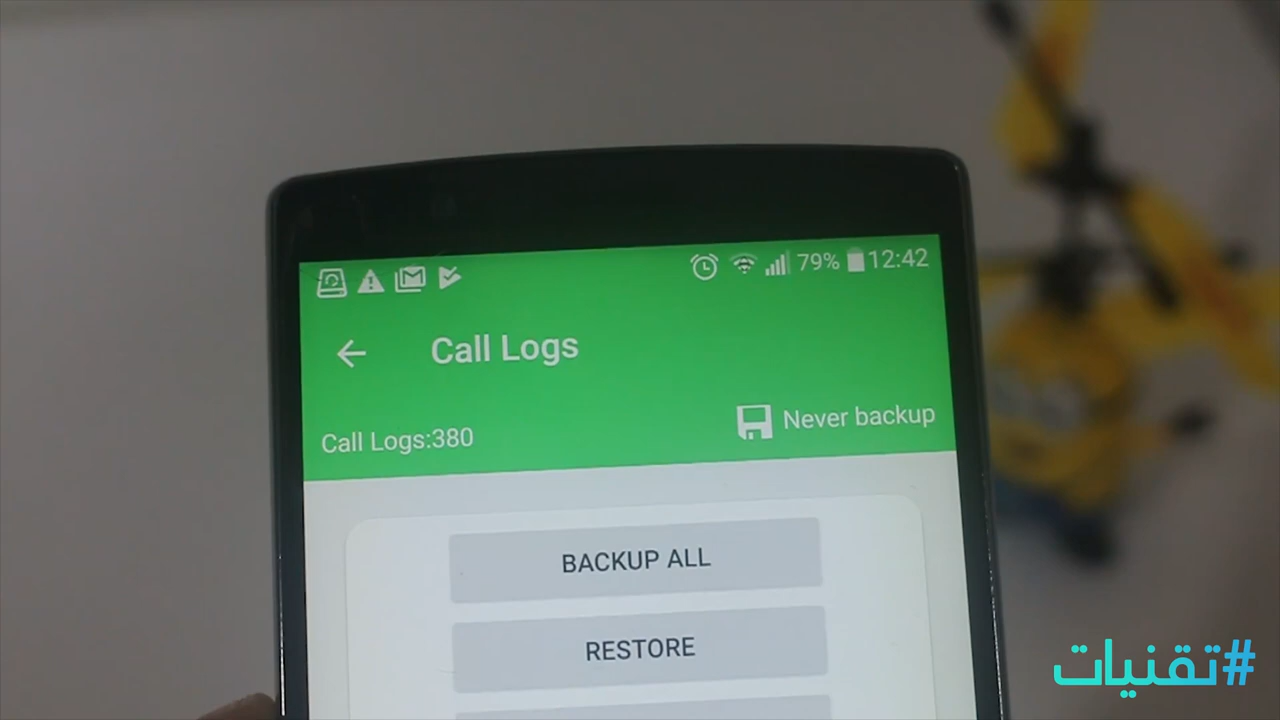 79% 12:42
Call Logs
Call Logs:380
Never backup
BACKUP ALL
RESTORE
#تقنيات